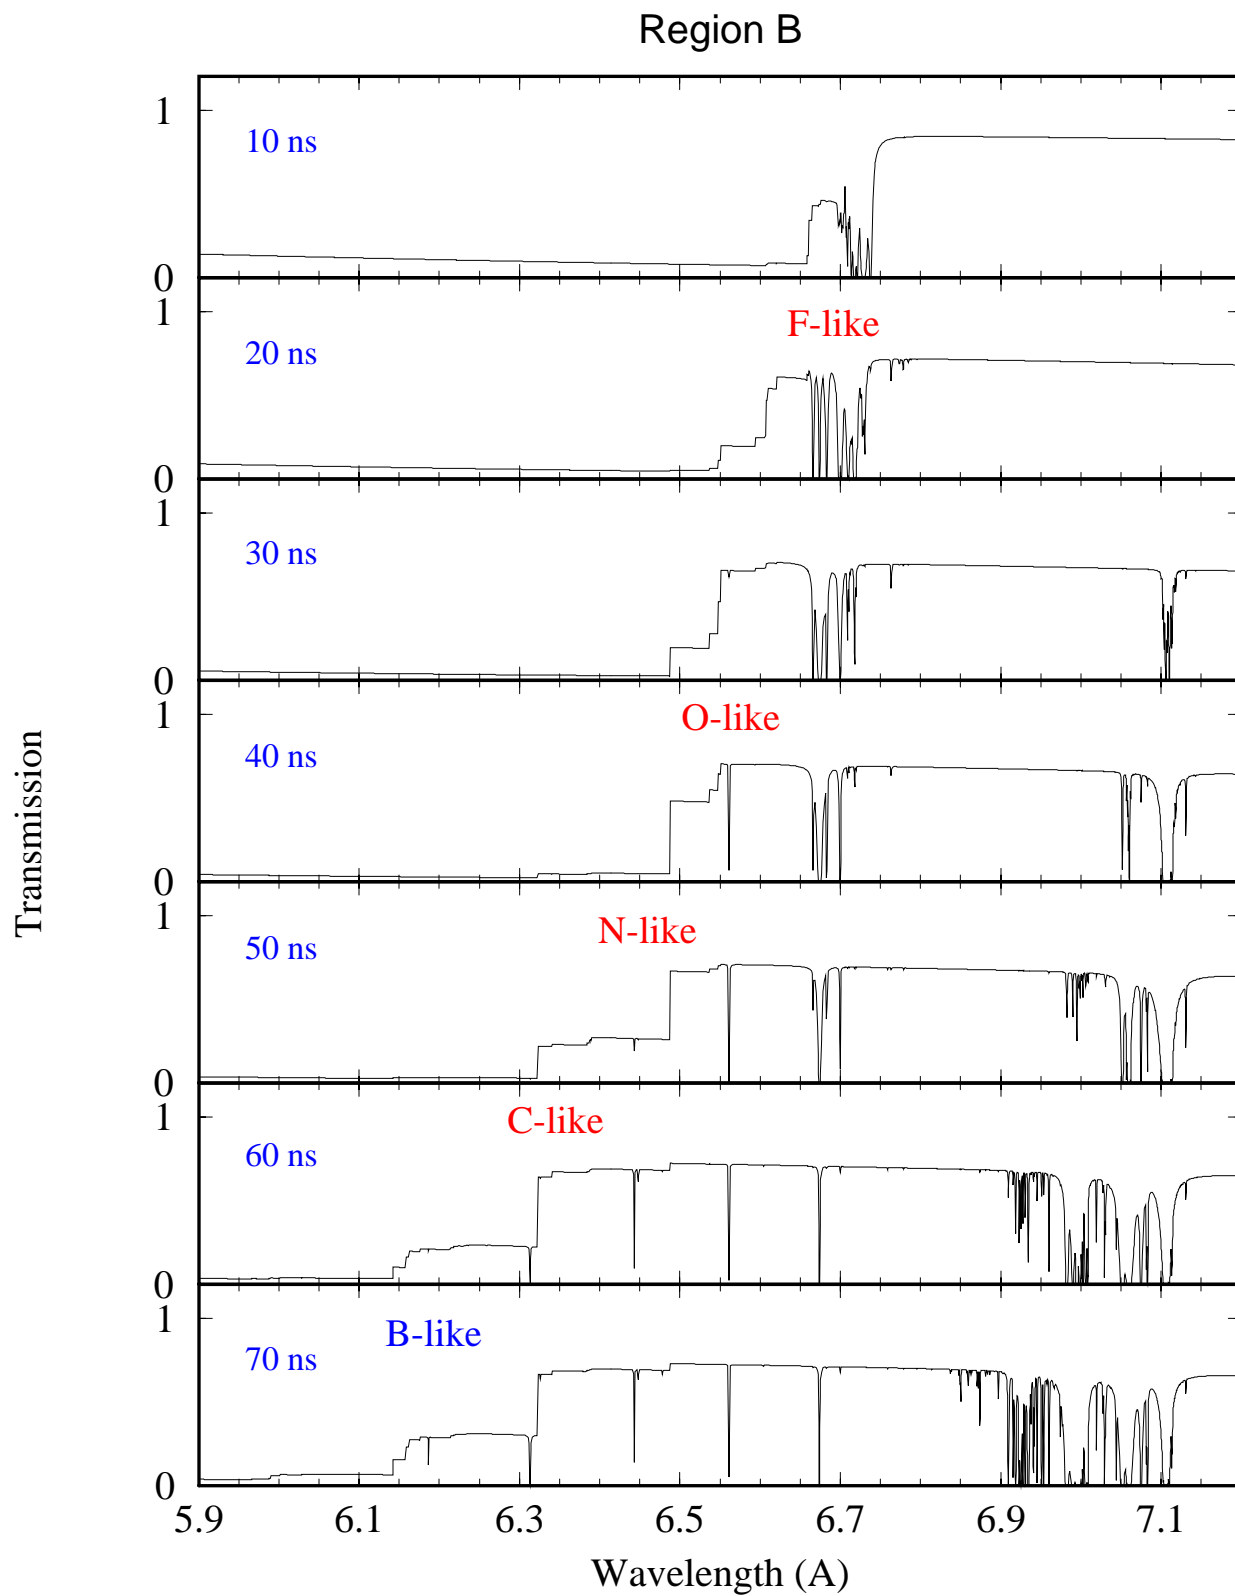 Region B
1
10 ns
0
1
F-like
20 ns
0
1
30 ns
0
1
O-like
40 ns
0
1
N-like
50 ns
0
1
C-like
60 ns
0
1
B-like
70 ns
0
5.9 6.1 6.3 6.5 6.7 6.9 7.1
Wavelength (A)
Transmission